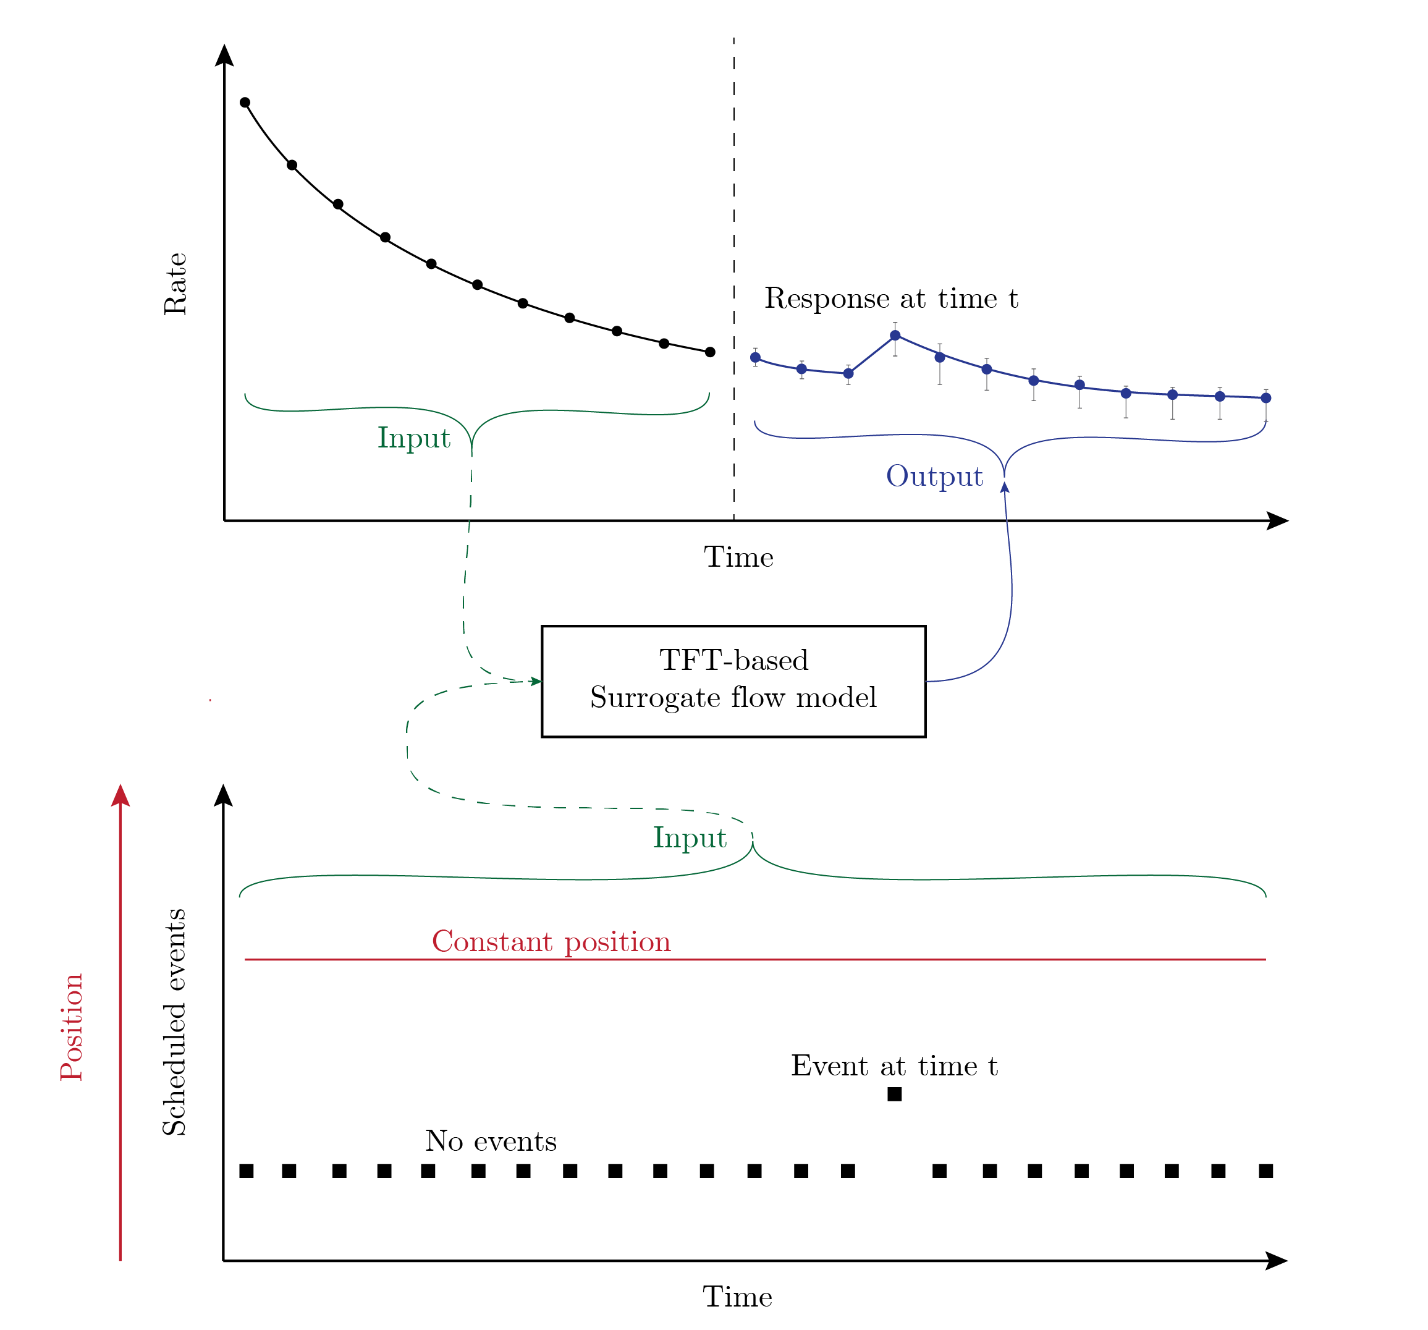 Rate
Response at time t
Input
Output
Time
TFT-based
Surrogate flow model
Input
Constant position
Position
Scheduled events
Event at time t
No events
Time